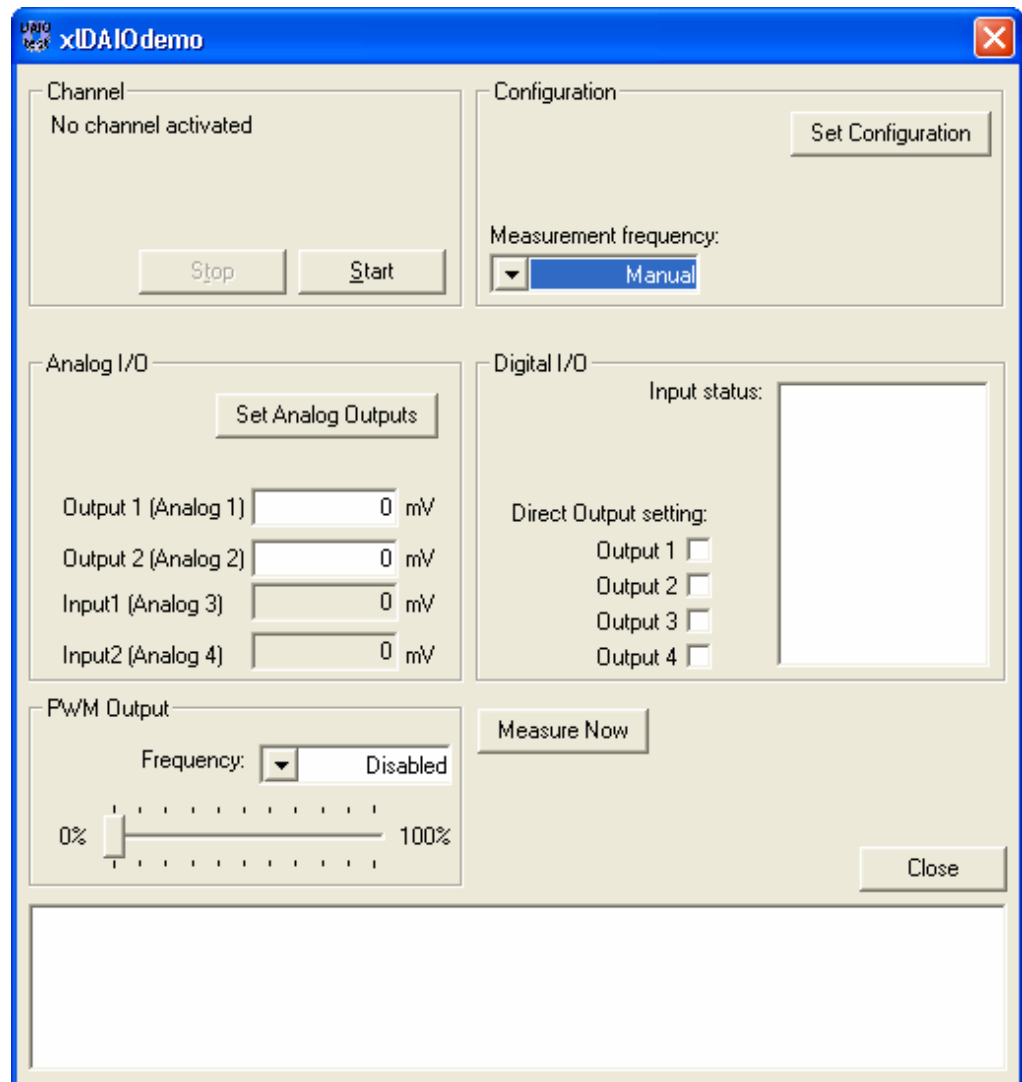 DAIO
test
xlDAIOdemo
Channel
No channel activated
Stop
Start
Configuration
Set Configuration
Measurement frequency:
Manual
Analog I/O
Set Analog Outputs
Output 1 (Analog 1) 0 mV
Output 2 (Analog 2) 0 mV
Input1 (Analog 3) 0 mV
Input2 (Analog 4) 0 mV
Digital I/O
Input status:
Direct Output setting:
Output 1
Output 2
Output 3
Output 4
PWM Output
Frequency: Disabled
0% 100%
Measure Now
Close